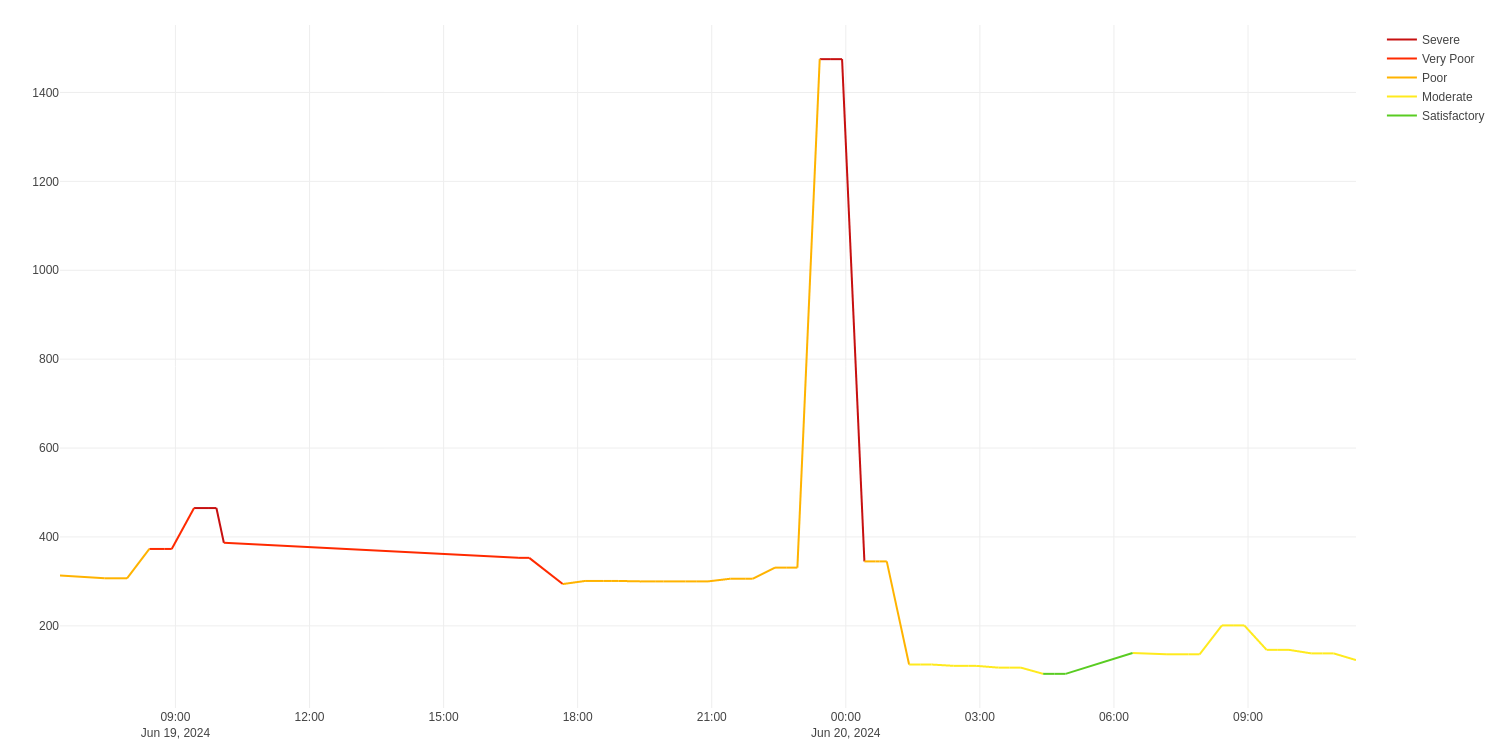 1400
1200
1000
800
600
400
200
09:00
Jun 19, 2024
12:00
15:00
18:00
21:00
00:00
Jun 20, 2024
03:00
06:00
09:00
Severe
Very Poor
Poor
Moderate
Satisfactory